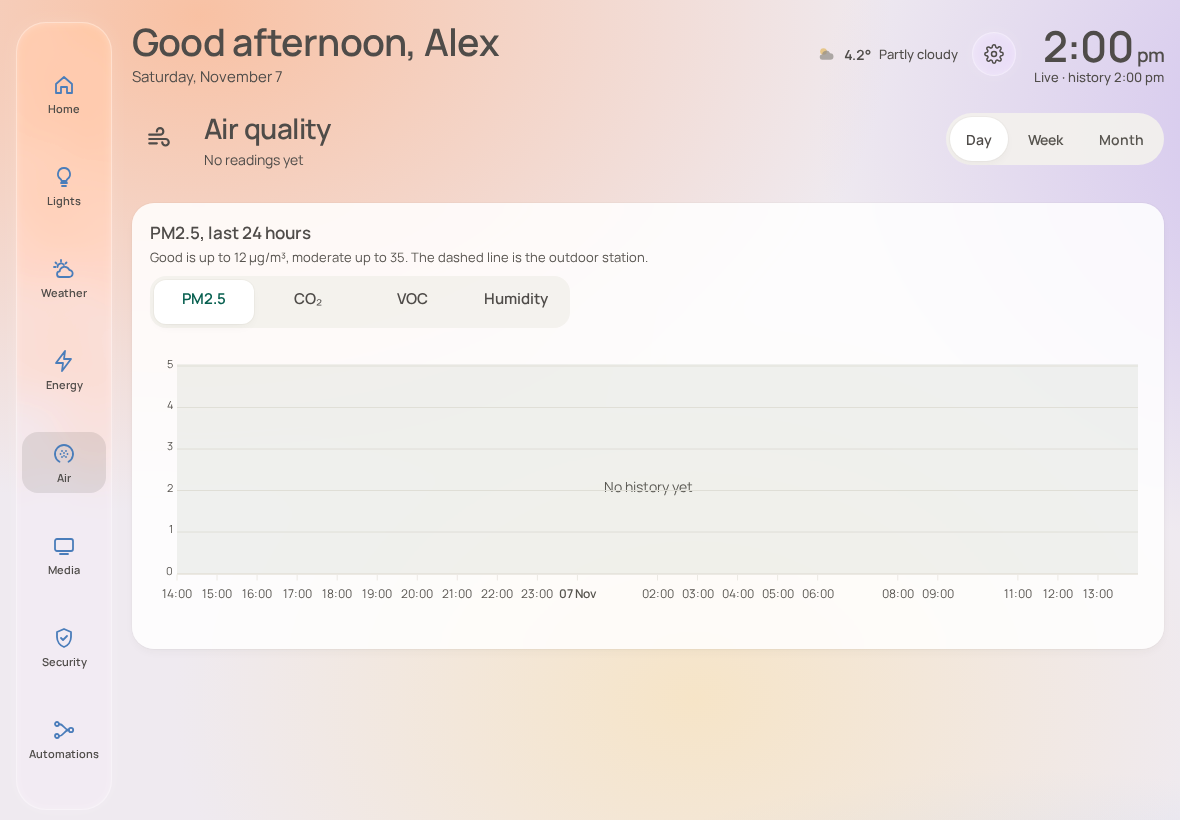 Good afternoon, Alex
Saturday, November 7
4.2° Partly cloudy
2:00 pm
Live · history 2:00 pm
Home
Lights
Weather
Energy
Air
Media
Security
Automations
Air quality
No readings yet
Day Week Month
PM2.5, last 24 hours
Good is up to 12 µg/m³, moderate up to 35. The dashed line is the outdoor station.
PM2.5 CO₂ VOC Humidity
5
4
3
2
1
0
No history yet
14:00 15:00 16:00 17:00 18:00 19:00 20:00 21:00 22:00 23:00 07 Nov 02:00 03:00 04:00 05:00 06:00 08:00 09:00 11:00 12:00 13:00